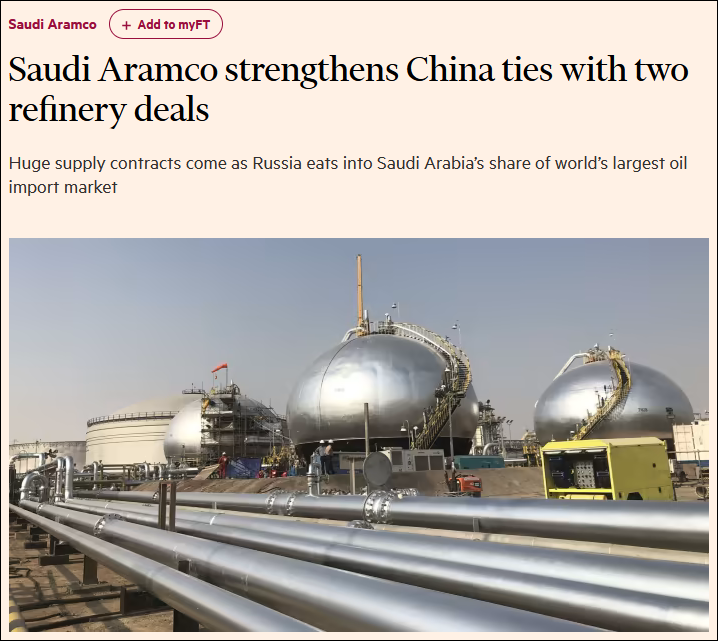 Saudi Aramco + Add to myFT
Saudi Aramco strengthens China ties with two
refinery deals
Huge supply contracts come as Russia eats into Saudi Arabia’s share of world’s largest oil
import market